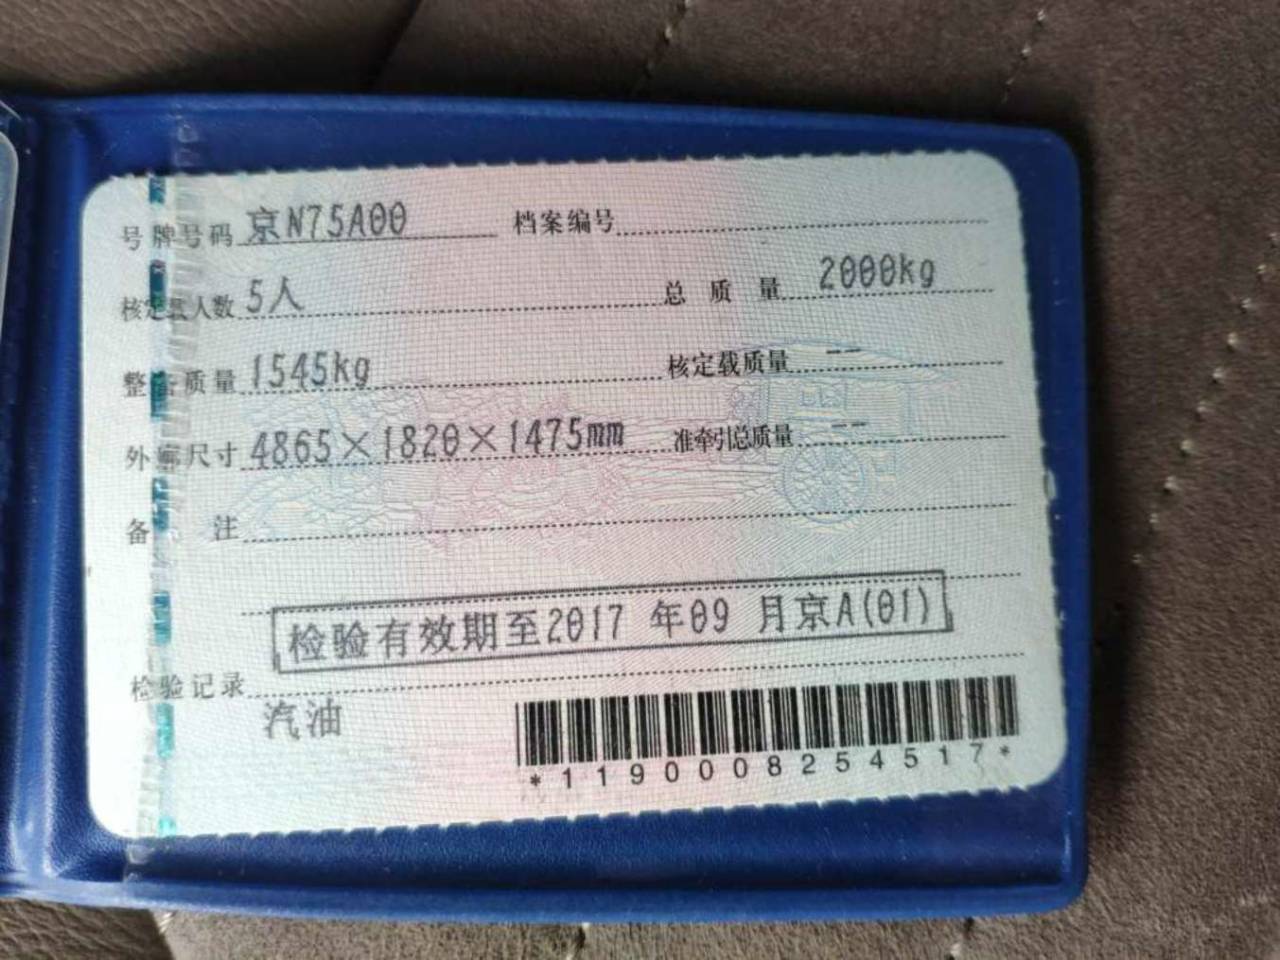 号牌号码 京N75A00 档案编号
核定载人数 5人 总质量 2000kg
整备质量 1545kg 核定载质量 --
外廓尺寸 4865×1820×1475mm 准牵引总质量 --
备注
检验有效期至2017 年09 月京A(01)
检验记录
汽油
*1190008254517*